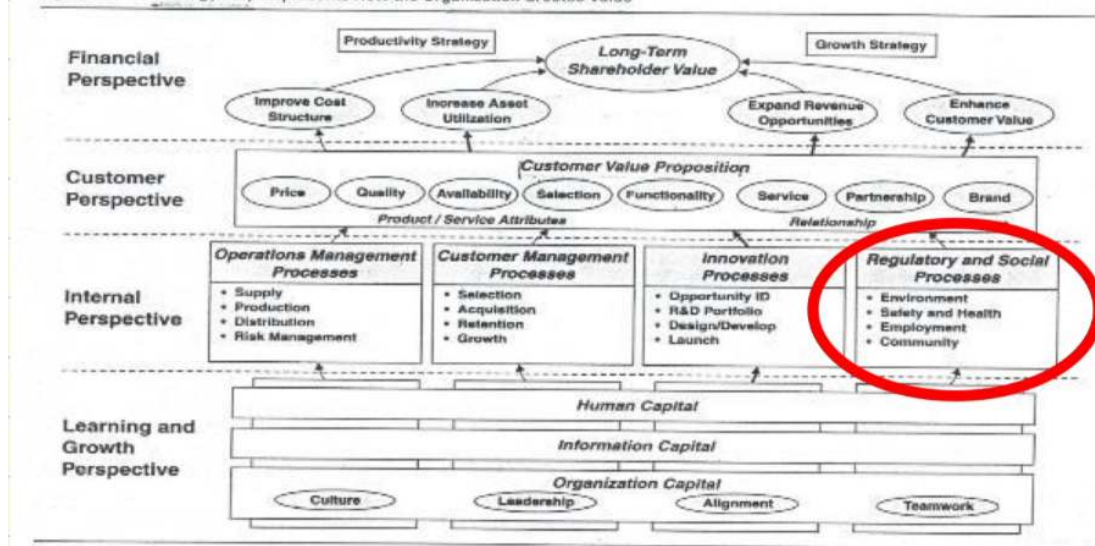 Productivity Strategy
Growth Strategy
Financial
Perspective
Long-Term
Shareholder Value
Improve Cost
Structure
Increase Asset
Utilization
Expand Revenue
Opportunities
Enhance
Customer Value
Customer
Perspective
Customer Value Proposition
Price
Quality
Availability
Selection
Functionality
Service
Partnership
Brand
Product / Service Attributes
Relationship
Internal
Perspective
Operations Management
Processes
• Supply
• Production
• Distribution
• Risk Management
Customer Management
Processes
• Selection
• Acquisition
• Retention
• Growth
Innovation
Processes
• Opportunity ID
• R&D Portfolio
• Design/Develop
• Launch
Regulatory and Social
Processes
• Environment
• Safety and Health
• Employment
• Community
Learning and
Growth
Perspective
Human Capital
Information Capital
Organization Capital
Culture
Leadership
Alignment
Teamwork